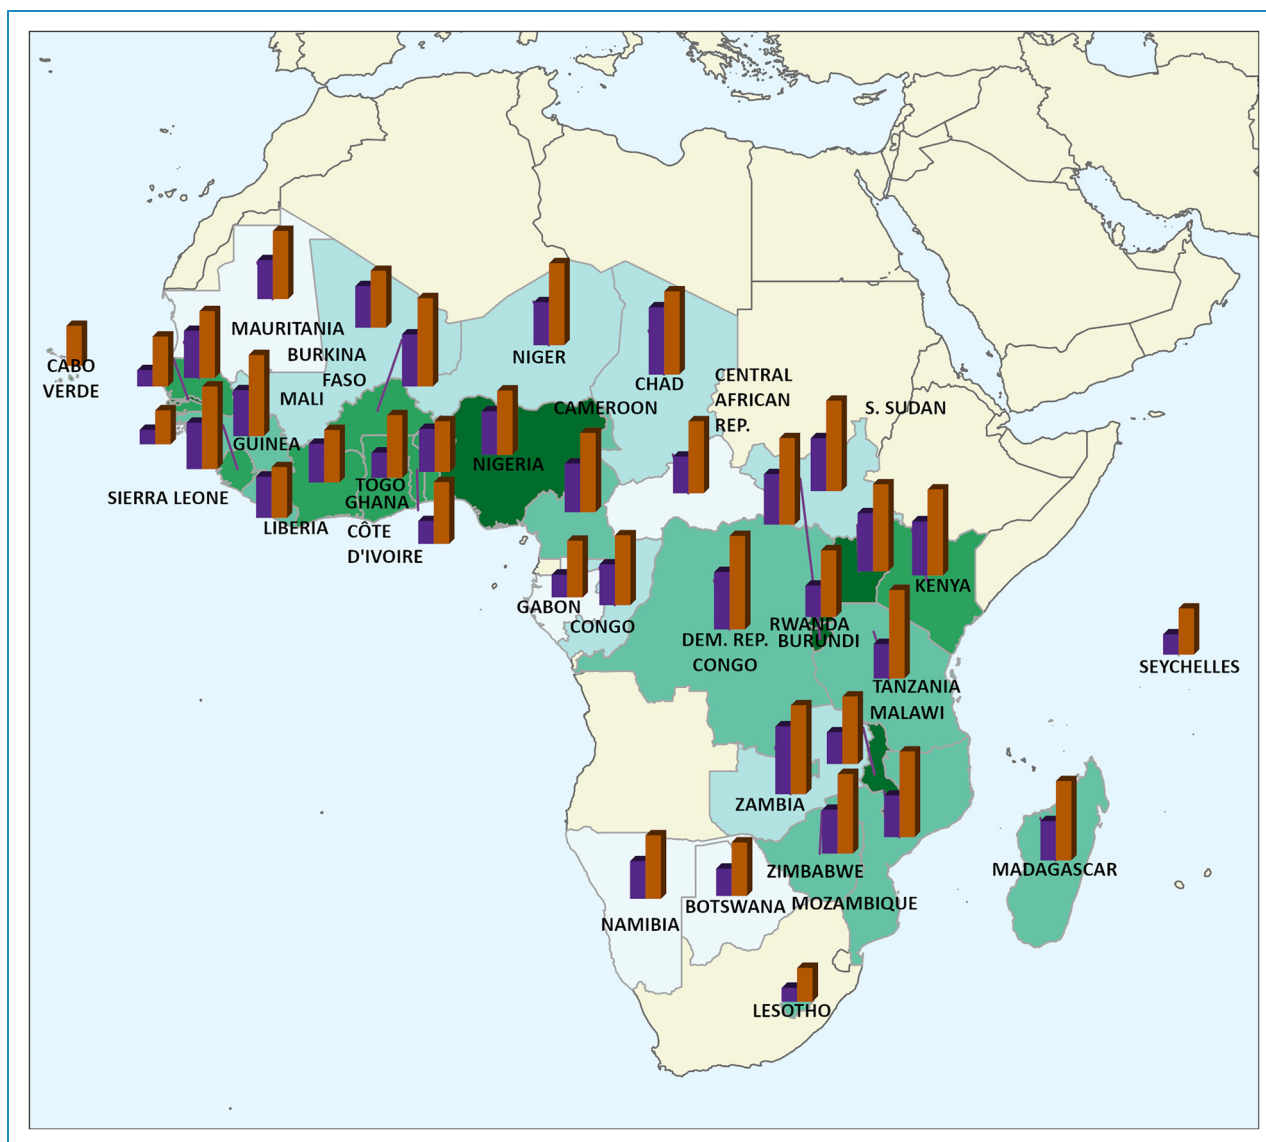 MAURITANIA
BURKINA
FASO
CABO
VERDE
NIGER
CHAD
CENTRAL
AFRICAN
REP.
MALI
CAMEROON
S. SUDAN
GUINEA
NIGERIA
SIERRA LEONE
TOGO
GHANA
LIBERIA
CÔTE
D'IVOIRE
GABON
CONGO
KENYA
RWANDA
BURUNDI
DEM. REP.
CONGO
SEYCHELLES
TANZANIA
MALAWI
ZAMBIA
ZIMBABWE
MADAGASCAR
NAMIBIA
BOTSWANA
MOZAMBIQUE
LESOTHO